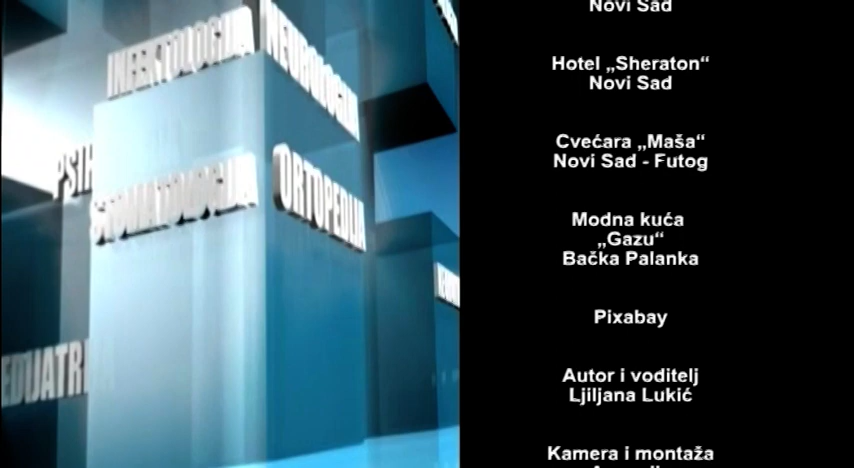 INFEKTOLOGIJA
NEUROLOGIJA
STOMATOLOGIJA
ORTOPEDIJA
Novi Sad
Hotel „Sheraton“
Novi Sad
Cvećara „Maša“
Novi Sad - Futog
Modna kuća
„Gazu“
Bačka Palanka
Pixabay
Autor i voditelj
Ljiljana Lukić
Kamera i montaža